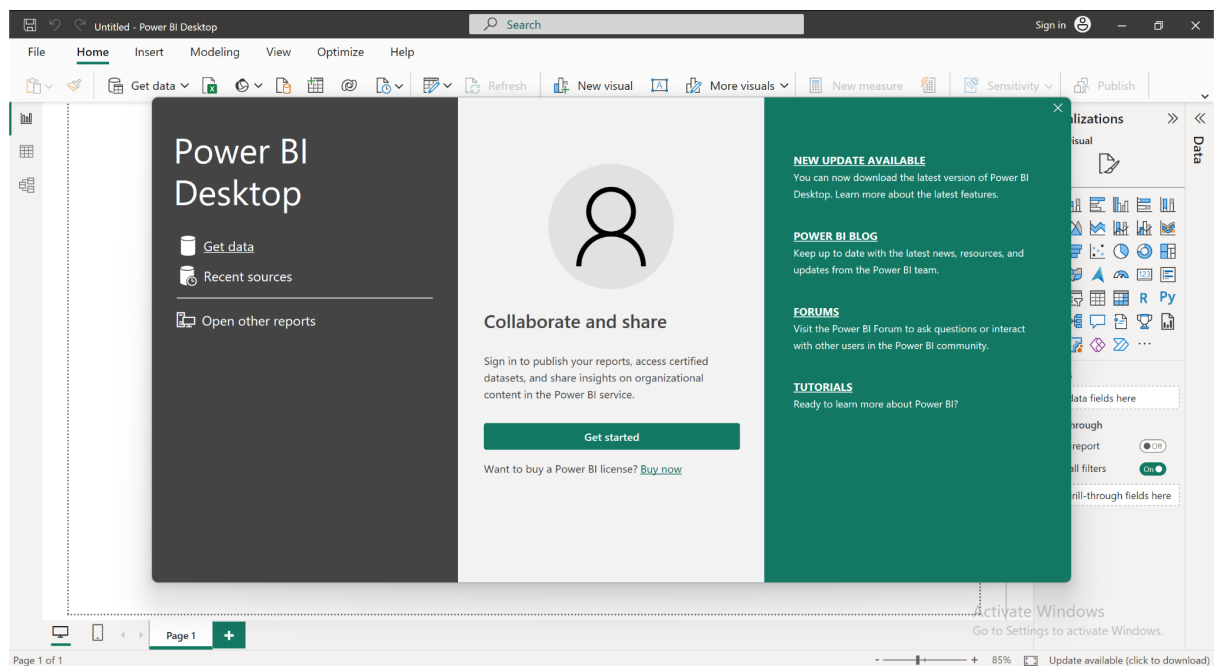 Untitled - Power BI Desktop
Search
Sign in
File Home Insert Modeling View Optimize Help
Get data
Refresh
New visual
A
More visuals
New measure
Sensitivity
Publish
Power BI
Desktop
Get data
Recent sources
Open other reports
Collaborate and share
Sign in to publish your reports, access certified
datasets, and share insights on organizational
content in the Power BI service.
Get started
Want to buy a Power BI license? Buy now
NEW UPDATE AVAILABLE
You can now download the latest version of Power BI
Desktop. Learn more about the latest features.
POWER BI BLOG
Keep up to date with the latest news, resources, and
updates from the Power BI team.
FORUMS
Visit the Power BI Forum to ask questions or interact
with other users in the Power BI community.
TUTORIALS
Ready to learn more about Power BI?
alizations
isual
Data
123
R Py
data fields here
hrough
report
Off
all filters
On
rill-through fields here
Activate Windows
Go to Settings to activate Windows.
Page 1
+
Page 1 of 1
- + 85%
Update available (click to download)